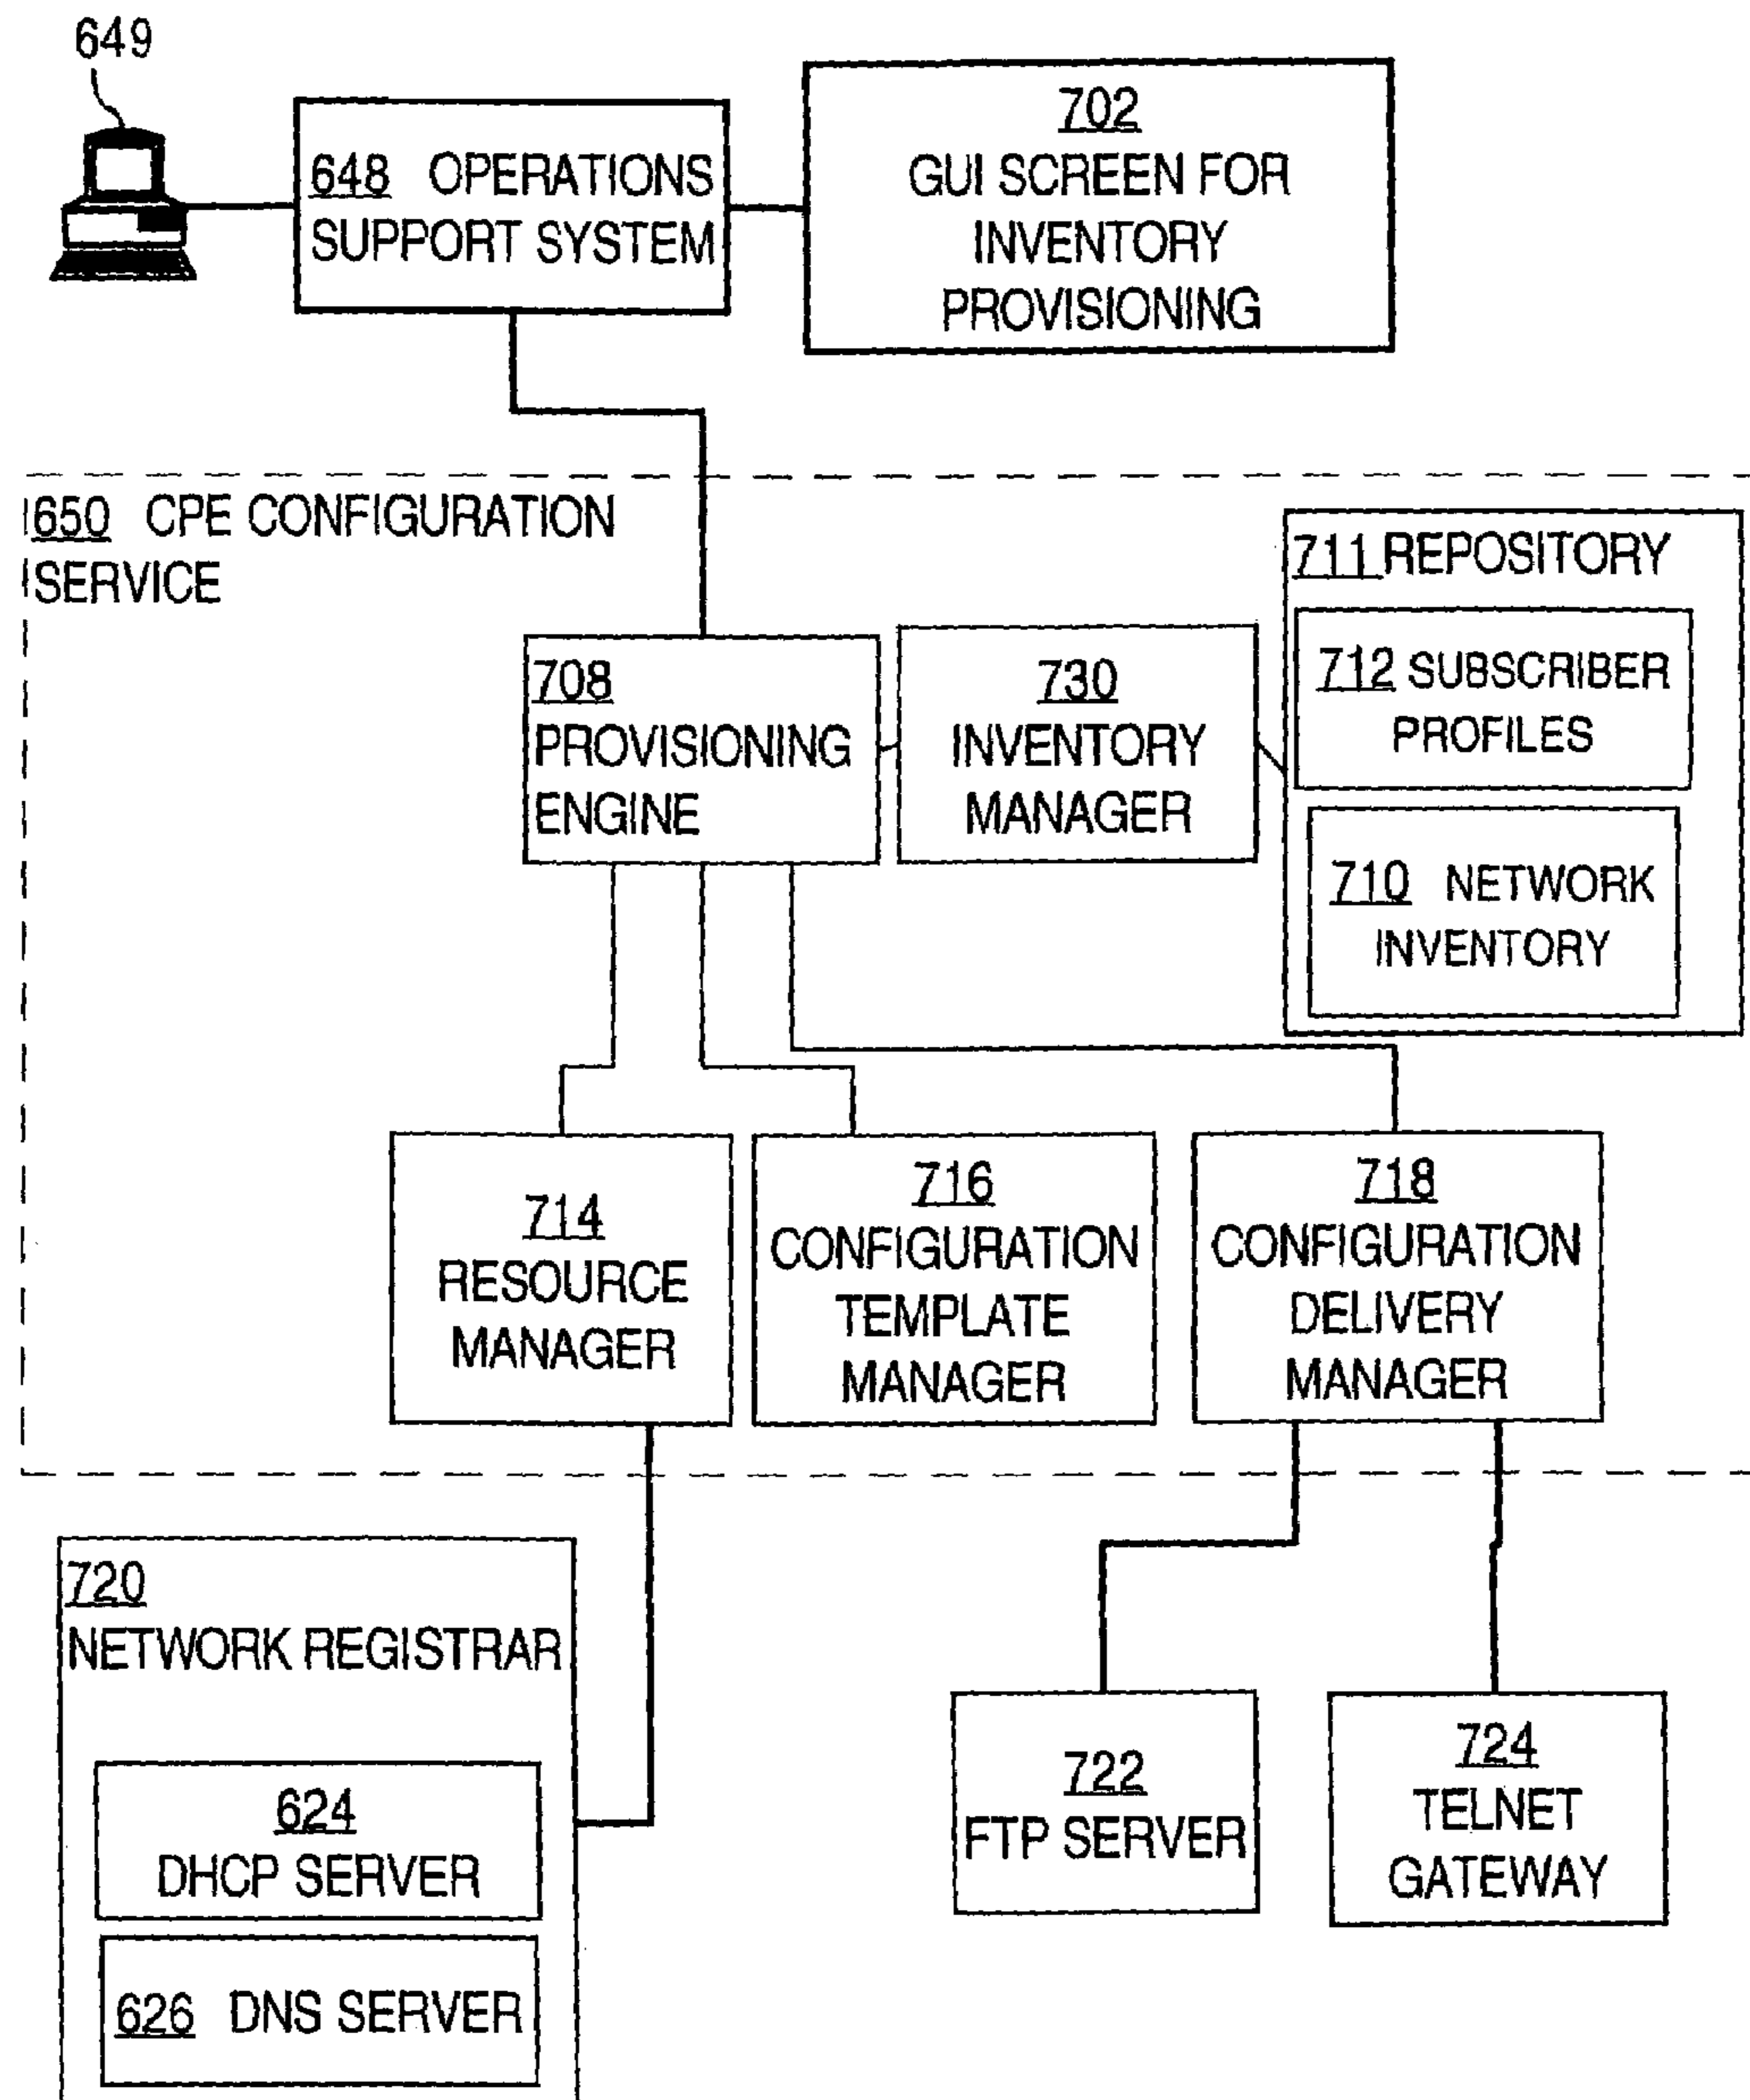 649
648 OPERATIONS
SUPPORT SYSTEM
702
GUI SCREEN FOR
INVENTORY
PROVISIONING
650 CPE CONFIGURATION
SERVICE
711 REPOSITORY
712 SUBSCRIBER
PROFILES
710 NETWORK
INVENTORY
708
PROVISIONING
ENGINE
730
INVENTORY
MANAGER
714
RESOURCE
MANAGER
716
CONFIGURATION
TEMPLATE
MANAGER
718
CONFIGURATION
DELIVERY
MANAGER
720
NETWORK REGISTRAR
624
DHCP SERVER
626 DNS SERVER
722
FTP SERVER
724
TELNET
GATEWAY